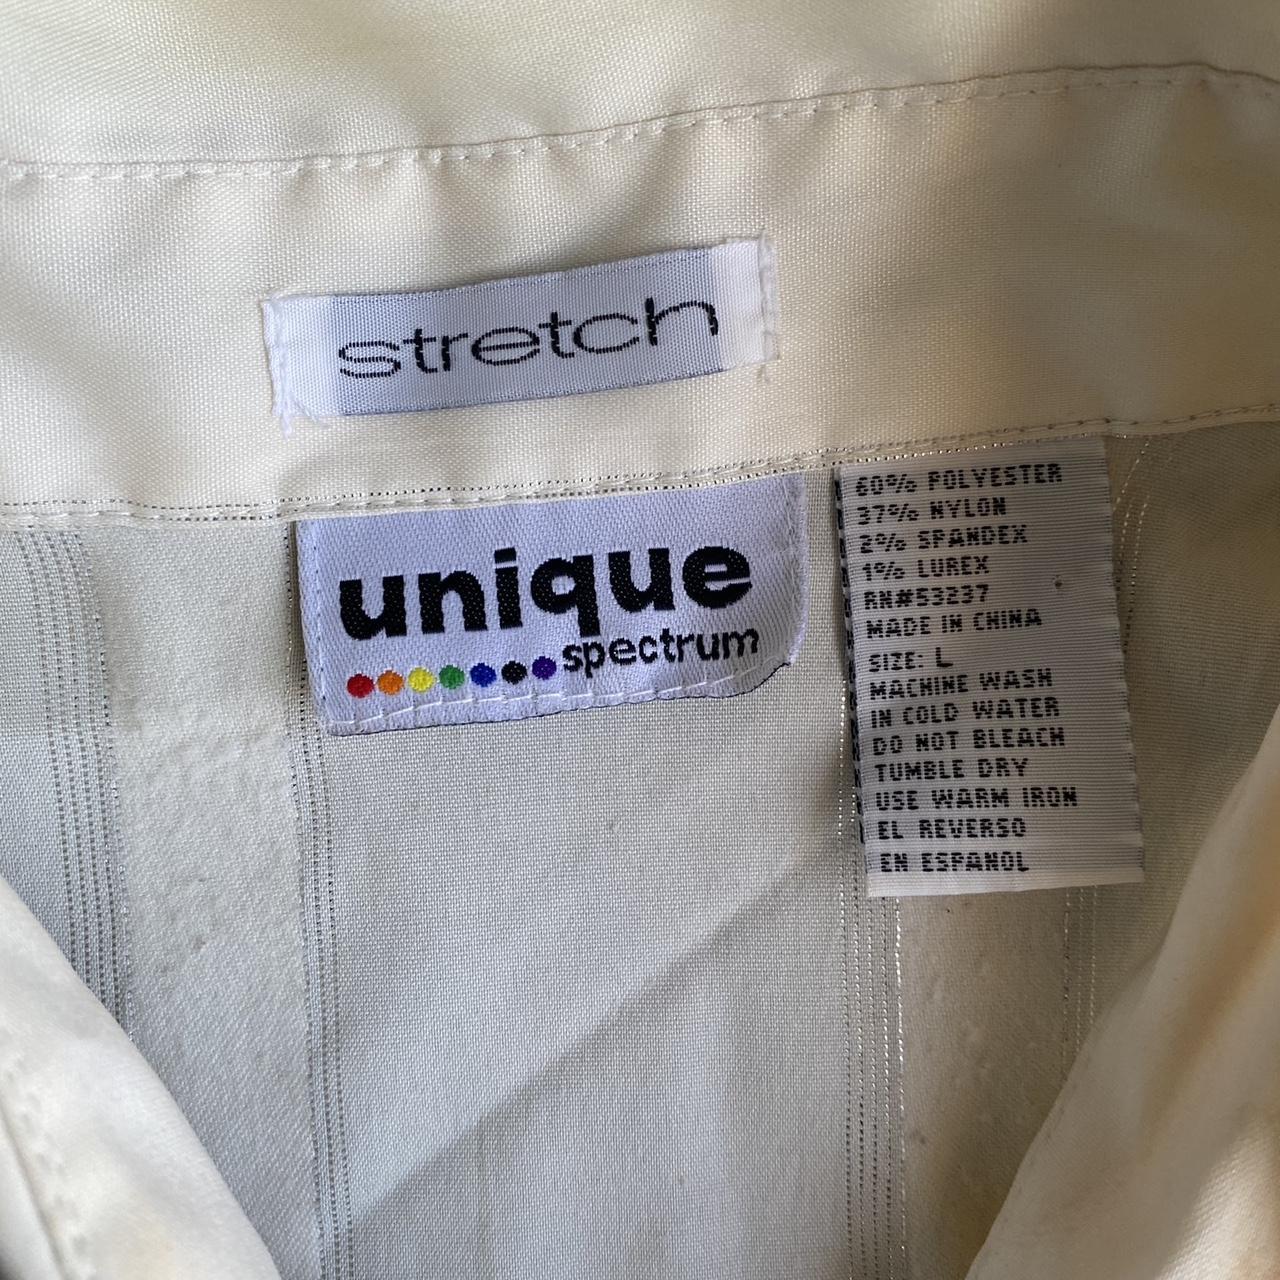 stretch
unique
spectrum
60% POLYESTER
37% NYLON
2% SPANDEX
1% LUREX
RN#53237
MADE IN CHINA
SIZE: L
MACHINE WASH
IN COLD WATER
DO NOT BLEACH
TUMBLE DRY
USE WARM IRON
EL REVERSO
EN ESPANOL